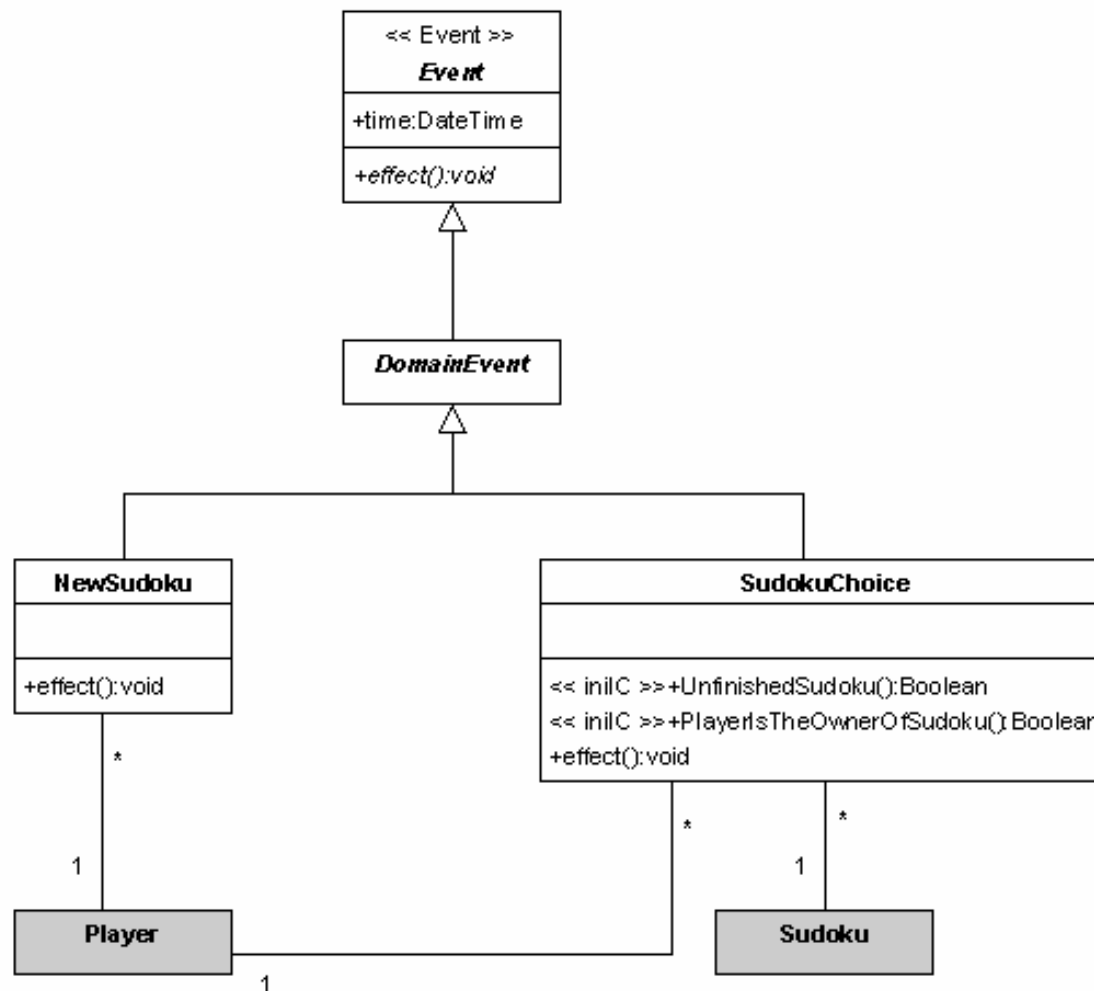 << Event >>
Event
+time:DateTime
+effect():void
DomainEvent
NewSudoku
+effect():void
SudokuChoice
<< iniIC >>+UnfinishedSudoku():Boolean
<< iniIC >>+PlayerIsTheOwnerOfSudoku():Boolean
+effect():void
*
*
*
1
1
Player
Sudoku
1